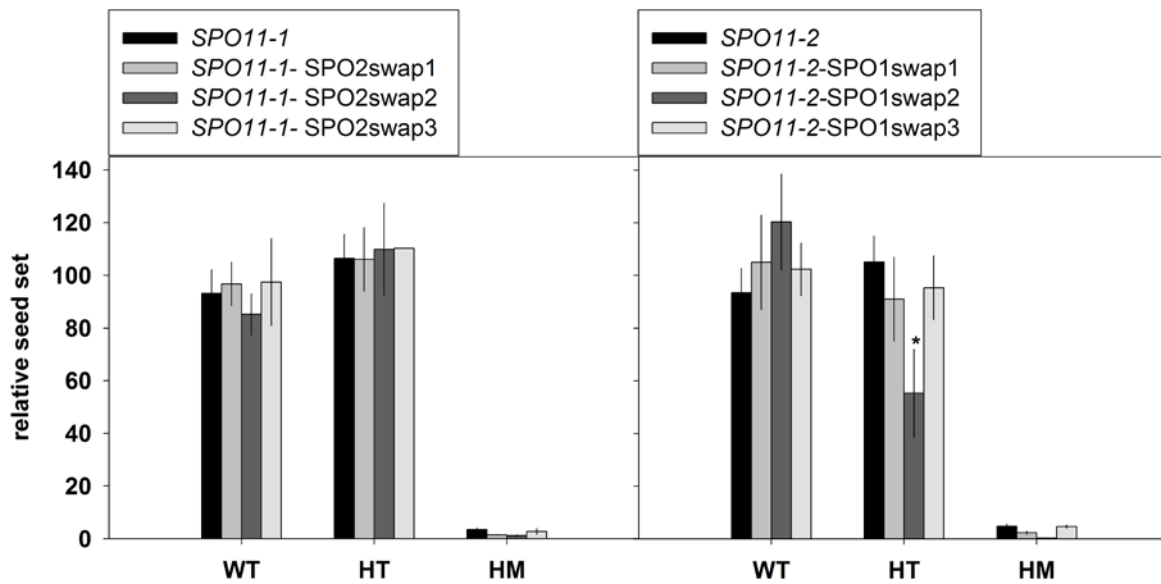 SPO11-1
SPO11-1- SPO2swap1
SPO11-1- SPO2swap2
SPO11-1- SPO2swap3
SPO11-2
SPO11-2-SPO1swap1
SPO11-2-SPO1swap2
SPO11-2-SPO1swap3
relative seed set
140
120
100
80
60
40
20
0
*
WT HT HM WT HT HM